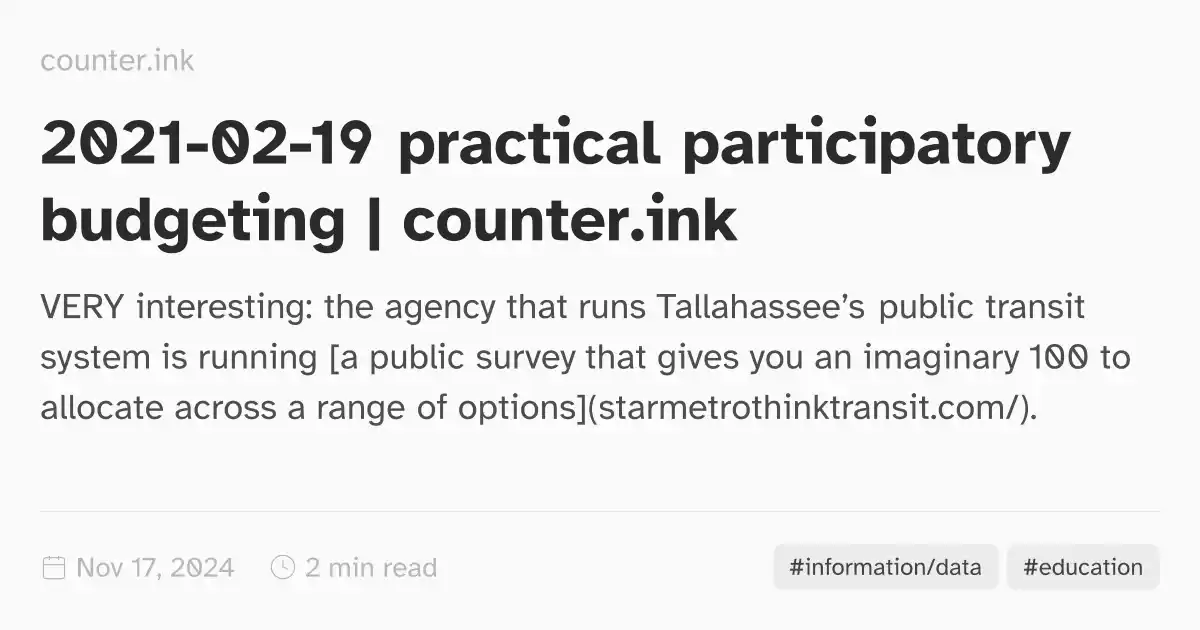 counter.ink
2021-02-19 practical participatory
budgeting | counter.ink
VERY interesting: the agency that runs Tallahassee’s public transit
system is running [a public survey that gives you an imaginary 100 to
allocate across a range of options](starmetrothinktransit.com/).
Nov 17, 2024 2 min read #information/data #education